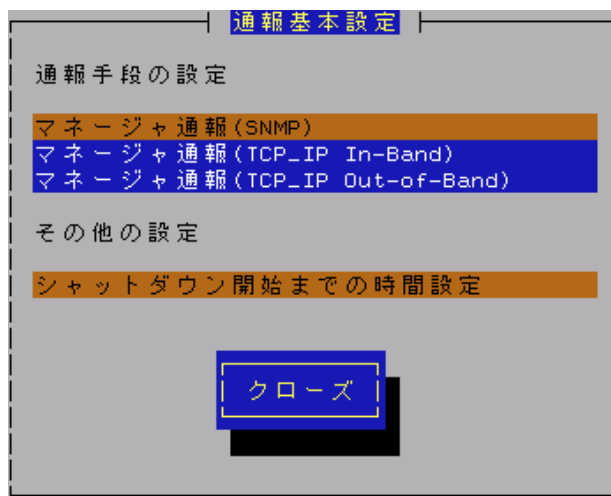 通報基本設定
通報手段の設定
マネージャ通報(SNMP)
マネージャ通報(TCP_IP In-Band)
マネージャ通報(TCP_IP Out-of-Band)
その他の設定
シャットダウン開始までの時間設定
クローズ